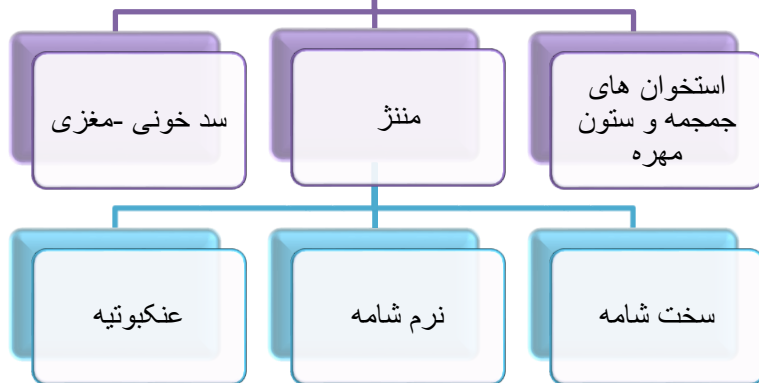 استخوان های
جمجمه و ستون
مهره
مننژ
سد خونی -مغزی
سخت شامه
نرم شامه
عنکبوتیه